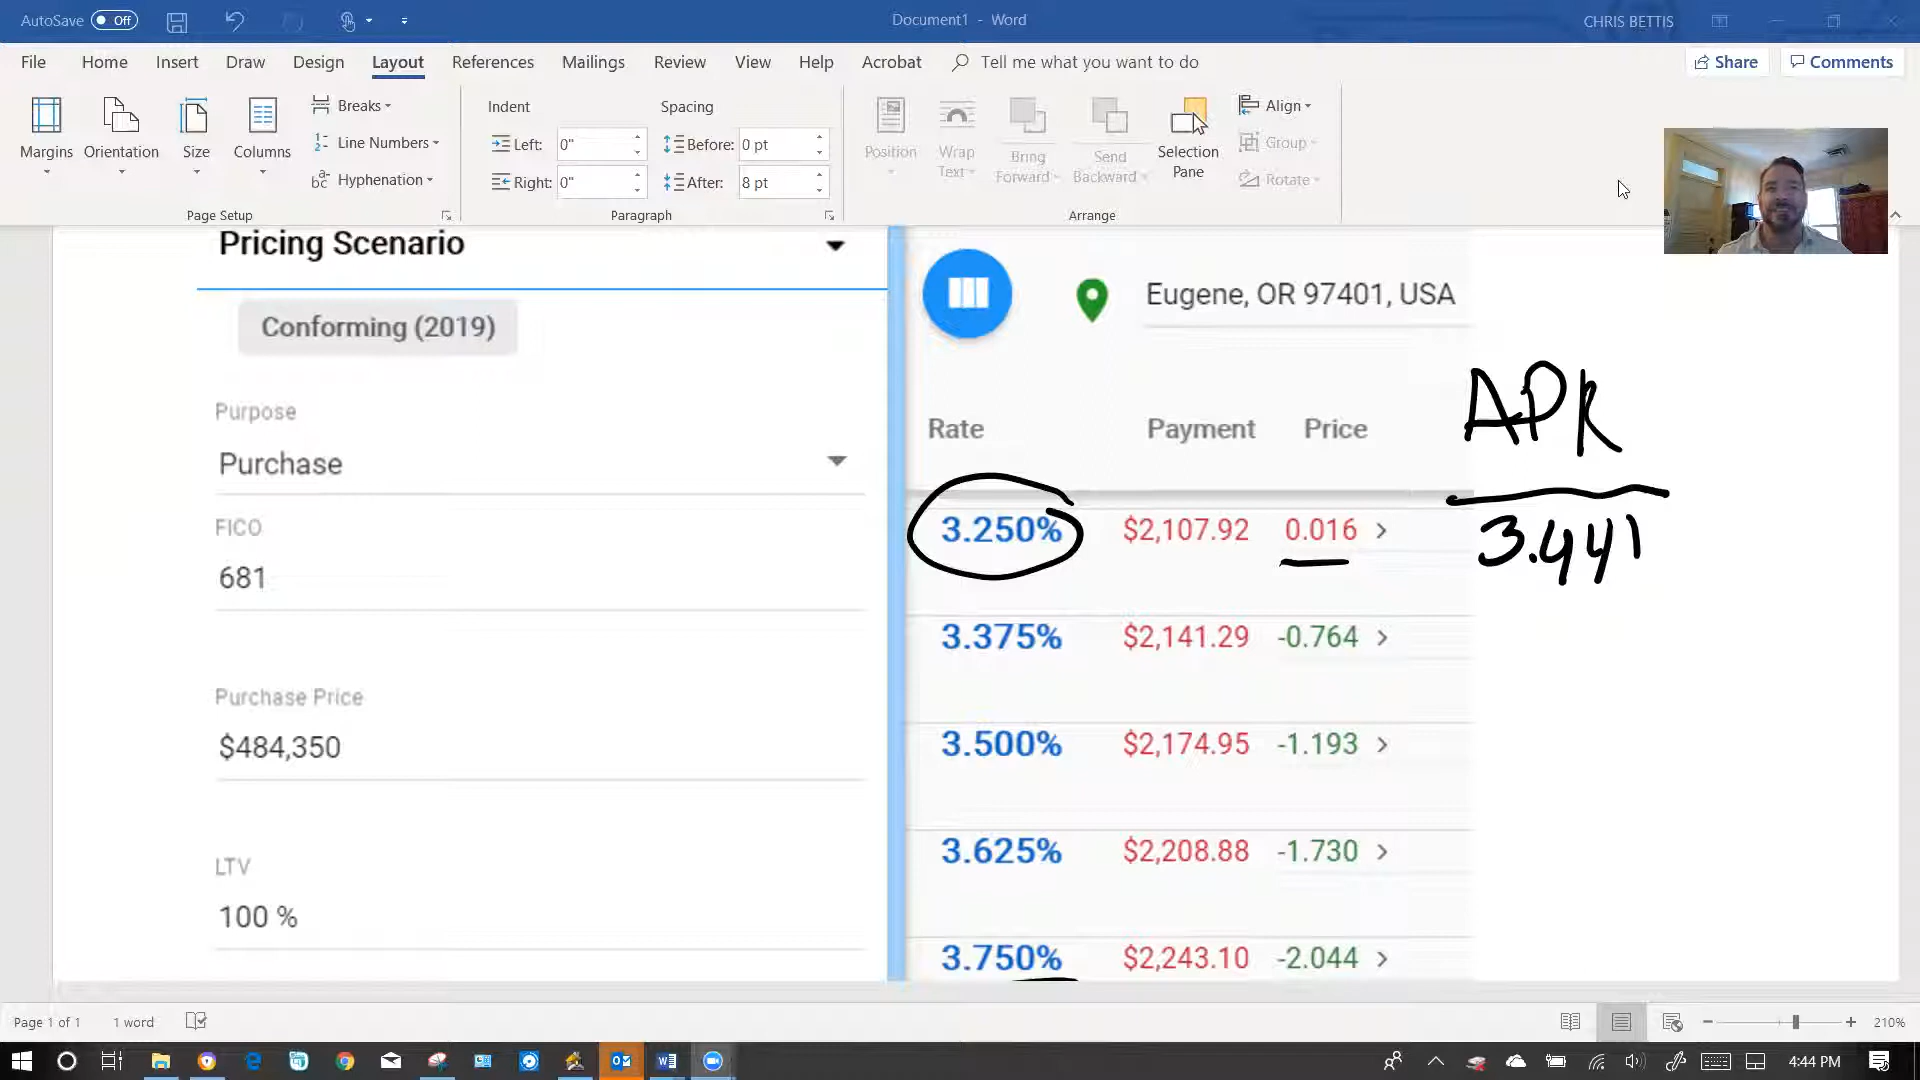 AutoSave Off
Document1 - Word
CHRIS BETTIS
File Home Insert Draw Design Layout References Mailings Review View Help Acrobat Tell me what you want to do
Share Comments
Margins Orientation Size Columns
Breaks
Line Numbers
Hyphenation
Page Setup
Indent
Left: 0"
Right: 0"
Spacing
Before: 0 pt
After: 8 pt
Paragraph
Position
Wrap Text
Bring Forward
Send Backward
Selection Pane
Align
Group
Rotate
Arrange
Pricing Scenario
Conforming (2019)
Purpose
Purchase
FICO
681
Purchase Price
$484,350
LTV
100 %
Eugene, OR 97401, USA
Rate Payment Price APR
3.250% $2,107.92 0.016 3.441
3.375% $2,141.29 -0.764
3.500% $2,174.95 -1.193
3.625% $2,208.88 -1.730
3.750% $2,243.10 -2.044
Page 1 of 1 1 word
210%
4:44 PM